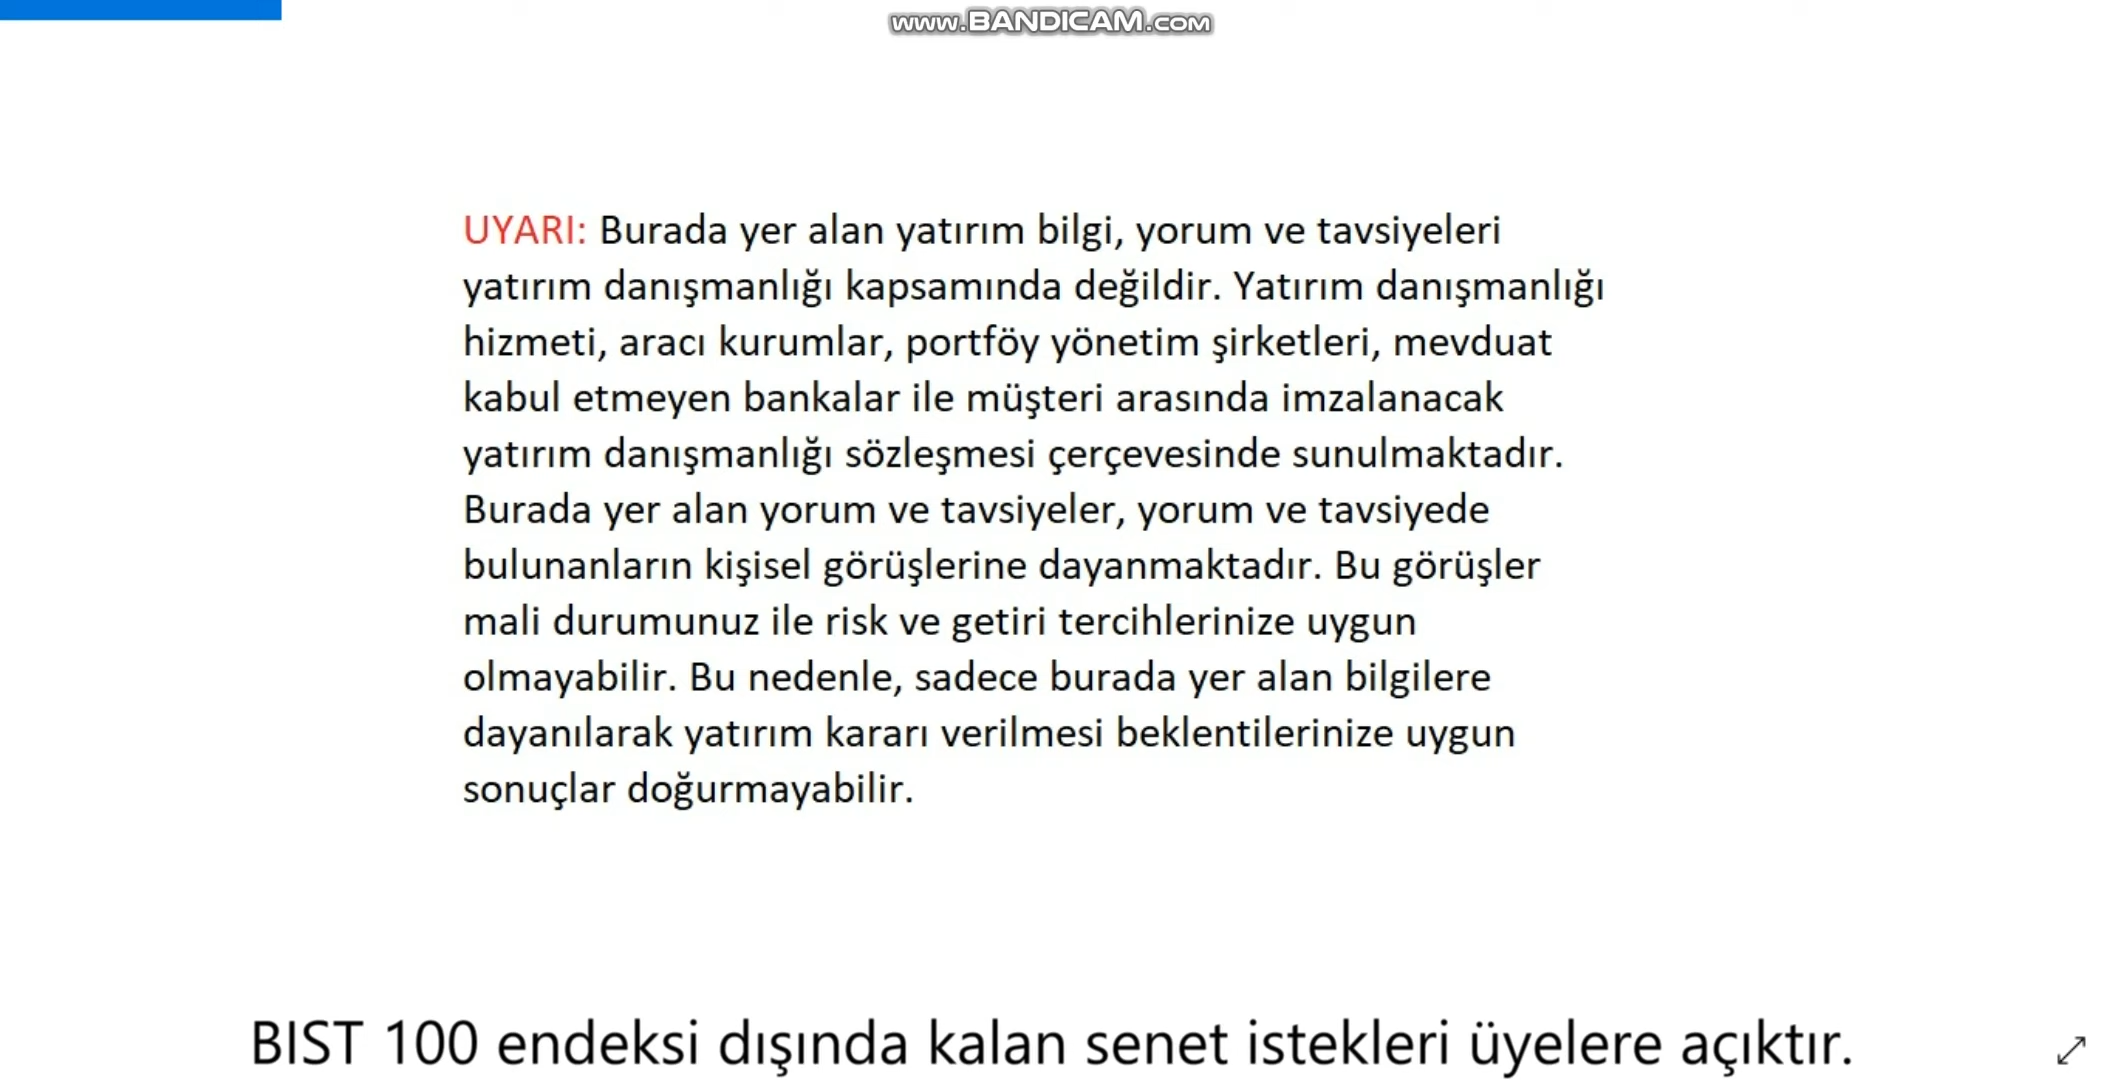 www.BANDICAM.com
UYARI: Burada yer alan yatırım bilgi, yorum ve tavsiyeleri
yatırım danışmanlığı kapsamında değildir. Yatırım danışmanlığı
hizmeti, aracı kurumlar, portföy yönetim şirketleri, mevduat
kabul etmeyen bankalar ile müşteri arasında imzalanacak
yatırım danışmanlığı sözleşmesi çerçevesinde sunulmaktadır.
Burada yer alan yorum ve tavsiyeler, yorum ve tavsiyede
bulunanların kişisel görüşlerine dayanmaktadır. Bu görüşler
mali durumunuz ile risk ve getiri tercihlerinize uygun
olmayabilir. Bu nedenle, sadece burada yer alan bilgilere
dayanılarak yatırım kararı verilmesi beklentilerinize uygun
sonuçlar doğurmayabilir.
BIST 100 endeksi dışında kalan senet istekleri üyelere açıktır.